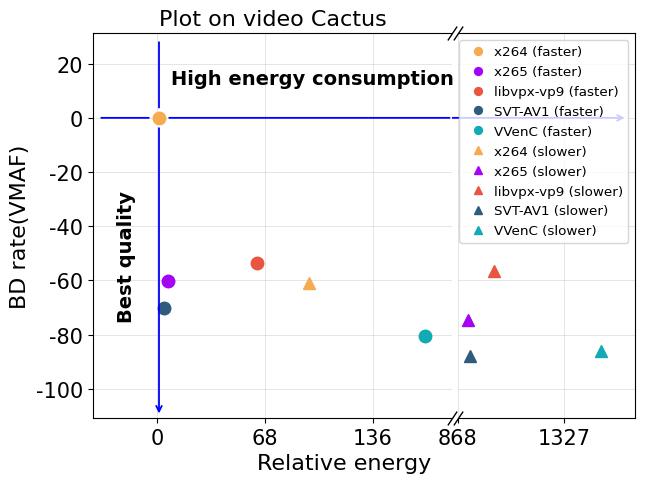 Plot on video Cactus
High energy consumption
Best quality
BD rate(VMAF)
20
0
-20
-40
-60
-80
-100
x264 (faster)
x265 (faster)
libvpx-vp9 (faster)
SVT-AV1 (faster)
VVenC (faster)
x264 (slower)
x265 (slower)
libvpx-vp9 (slower)
SVT-AV1 (slower)
VVenC (slower)
0 68 136 868 1327
Relative energy